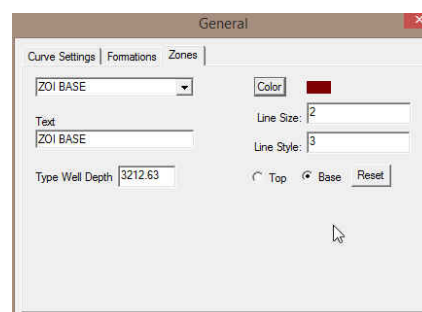 General
Curve Settings Formations Zones
ZOI BASE Color
Text Line Size: 2
ZOI BASE Line Style: 3
Type Well Depth 3212.63 Top Base Reset